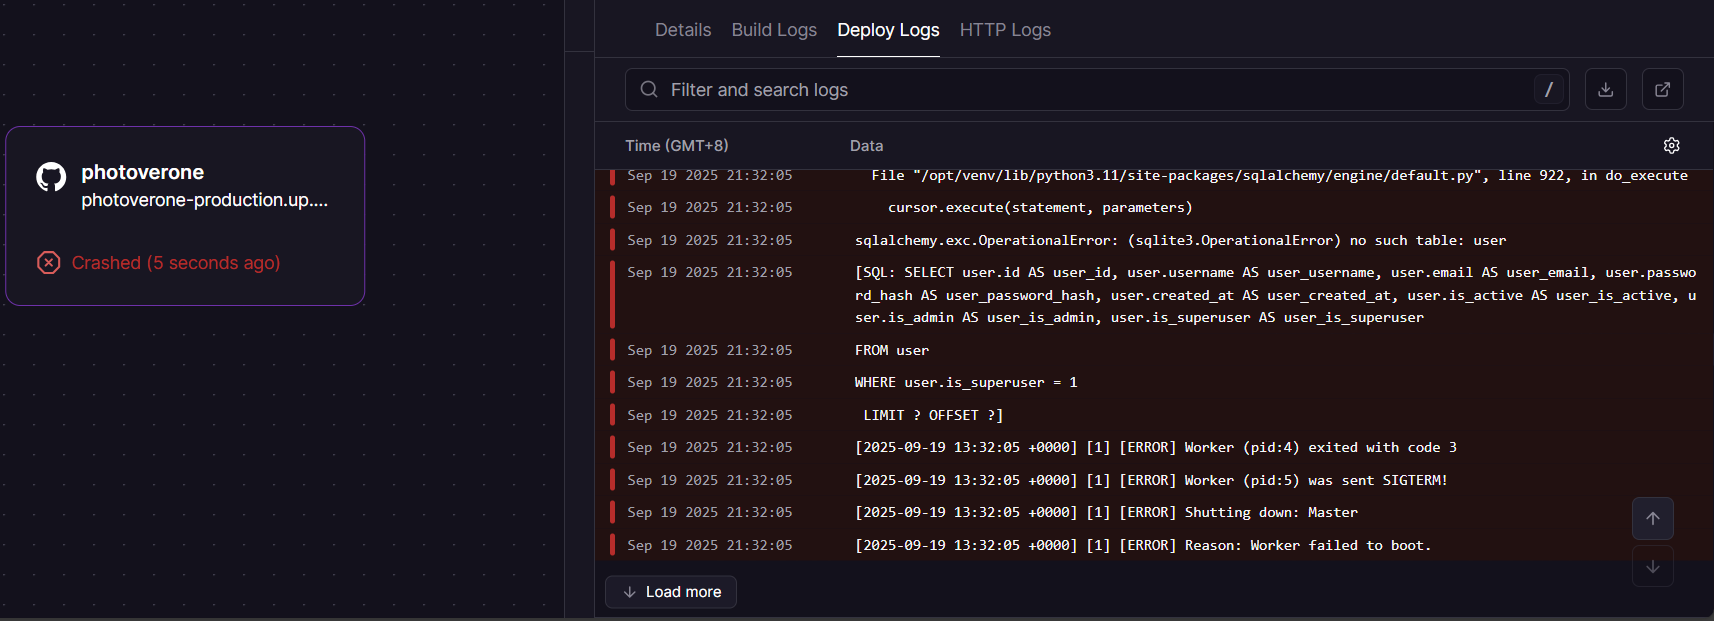 Details Build Logs Deploy Logs HTTP Logs
Filter and search logs /
Time (GMT+8) Data
photoverone
photoverone-production.up....
Crashed (5 seconds ago)
Sep 19 2025 21:32:05 File "/opt/venv/lib/python3.11/site-packages/sqlalchemy/engine/default.py", line 922, in do_execute
Sep 19 2025 21:32:05 cursor.execute(statement, parameters)
Sep 19 2025 21:32:05 sqlalchemy.exc.OperationalError: (sqlite3.OperationalError) no such table: user
Sep 19 2025 21:32:05 [SQL: SELECT user.id AS user_id, user.username AS user_username, user.email AS user_email, user.passwo
rd_hash AS user_password_hash, user.created_at AS user_created_at, user.is_active AS user_is_active, u
ser.is_admin AS user_is_admin, user.is_superuser AS user_is_superuser
Sep 19 2025 21:32:05 FROM user
Sep 19 2025 21:32:05 WHERE user.is_superuser = 1
Sep 19 2025 21:32:05 LIMIT ? OFFSET ?]
Sep 19 2025 21:32:05 [2025-09-19 13:32:05 +0000] [1] [ERROR] Worker (pid:4) exited with code 3
Sep 19 2025 21:32:05 [2025-09-19 13:32:05 +0000] [1] [ERROR] Worker (pid:5) was sent SIGTERM!
Sep 19 2025 21:32:05 [2025-09-19 13:32:05 +0000] [1] [ERROR] Shutting down: Master
Sep 19 2025 21:32:05 [2025-09-19 13:32:05 +0000] [1] [ERROR] Reason: Worker failed to boot.
Load more